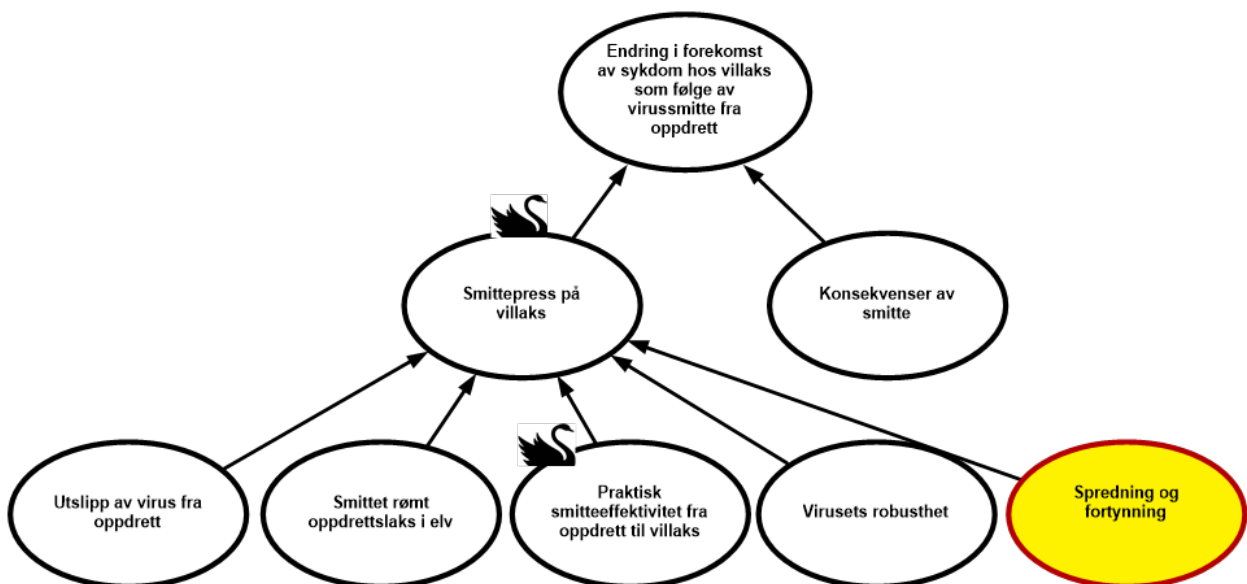 Endring i forekomst
av sykdom hos villaks
som følge av
virussmitte fra
oppdrett
Smittepress på
villaks
Konsekvenser av
smitte
Utslipp av virus fra
oppdrett
Smittet rømt
oppdrettslaks i elv
Praktisk
smitteeffektivitet fra
oppdrett til villaks
Virusets robusthet
Spredning og
fortynning